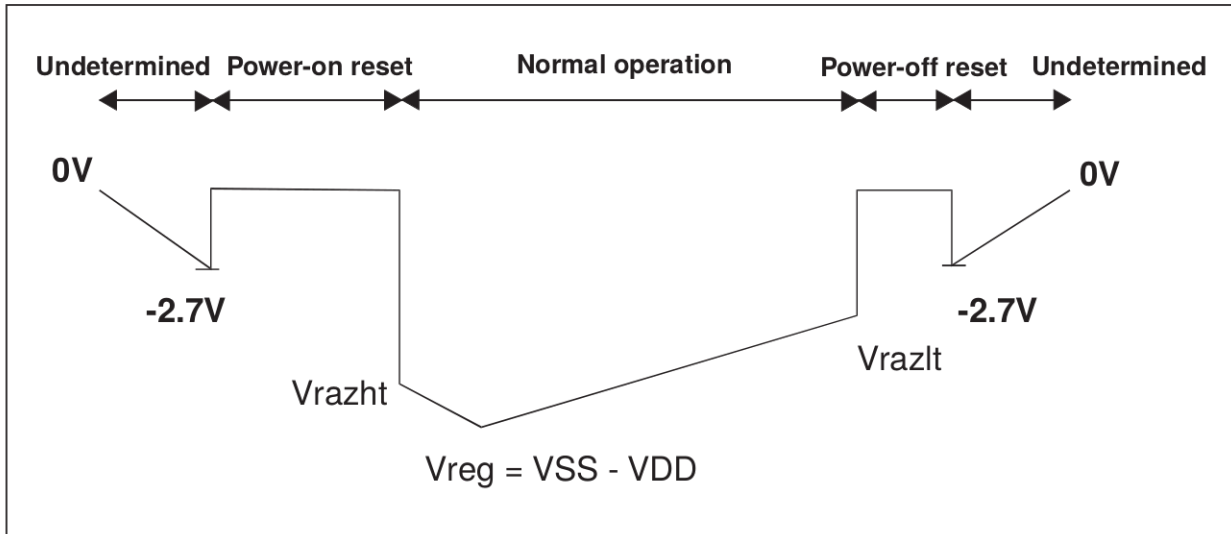 Undetermined Power-on reset Normal operation Power-off reset Undetermined
0V 0V
-2.7V -2.7V
Vrazht Vrazlt
Vreg = VSS - VDD